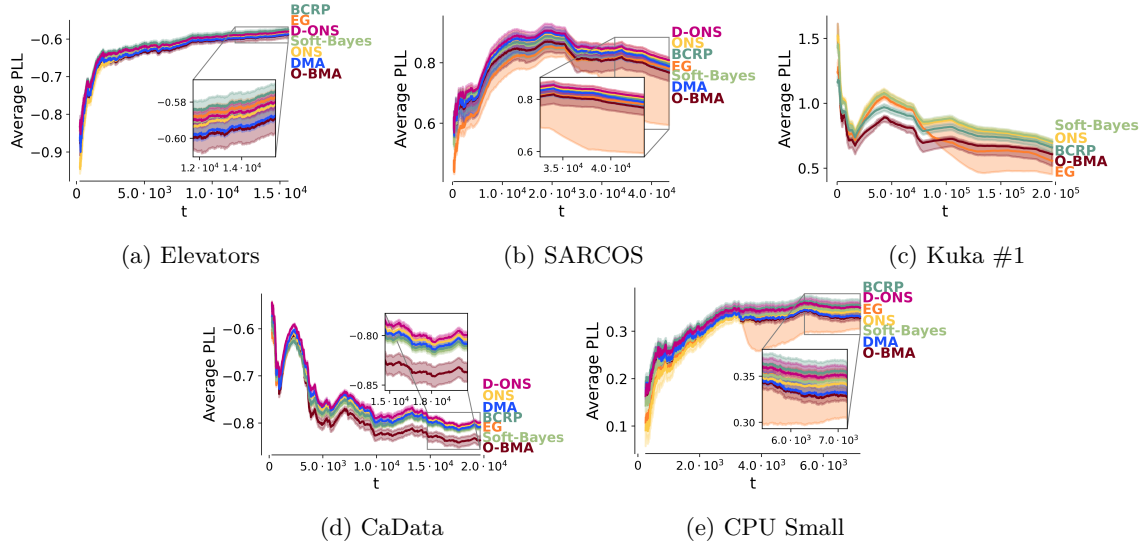 BCRP
EG
D-ONS
Soft-Bayes
ONS
DMA
O-BMA
Average PLL
−0.6
−0.7
−0.8
−0.9
−0.58
−0.60
1.2·10⁴ 1.4·10⁴
0 5.0·10³ 1.0·10⁴ 1.5·10⁴
t
(a) Elevators
D-ONS
ONS
BCRP
EG
Soft-Bayes
DMA
O-BMA
Average PLL
0.8
0.6
0.8
0.6
3.5·10⁴ 4.0·10⁴
0 1.0·10⁴ 2.0·10⁴ 3.0·10⁴ 4.0·10⁴
t
(b) SARCOS
Average PLL
1.5
1.0
0.5
Soft-Bayes
ONS
BCRP
O-BMA
EG
0 5.0·10⁴ 1.0·10⁵ 1.5·10⁵ 2.0·10⁵
t
(c) Kuka #1
Average PLL
−0.6
−0.7
−0.8
−0.80
−0.85
1.5·10⁴ 1.8·10⁴
D-ONS
ONS
DMA
BCRP
EG
Soft-Bayes
O-BMA
0 5.0·10³ 1.0·10⁴ 1.5·10⁴ 2.0·10⁴
t
(d) CaData
Average PLL
0.3
0.2
0.1
BCRP
D-ONS
EG
ONS
Soft-Bayes
DMA
O-BMA
0.35
0.30
6.0·10³ 7.0·10³
0 2.0·10³ 4.0·10³ 6.0·10³
t
(e) CPU Small